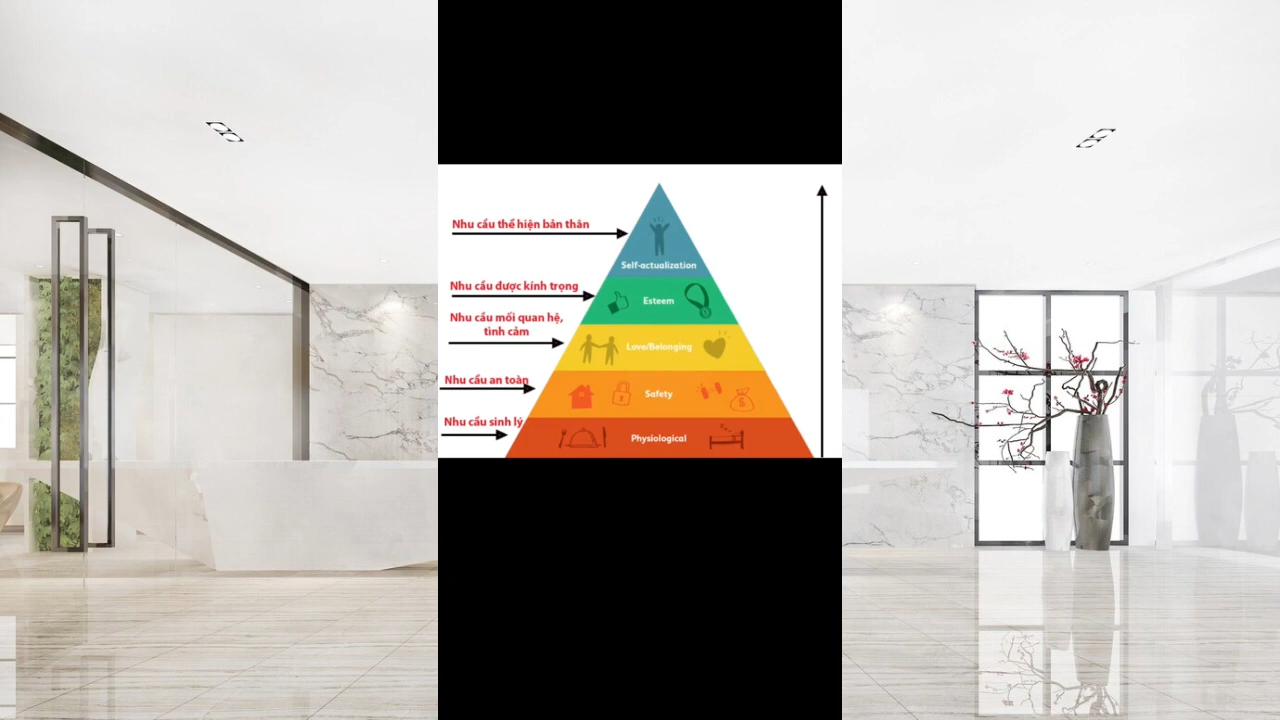 Nhu cầu thể hiện bản thân
Self-actualization
Nhu cầu được kính trọng
Esteem
Nhu cầu mối quan hệ,
tình cảm
Love/Belonging
Nhu cầu an toàn
Safety
Nhu cầu sinh lý
Physiological